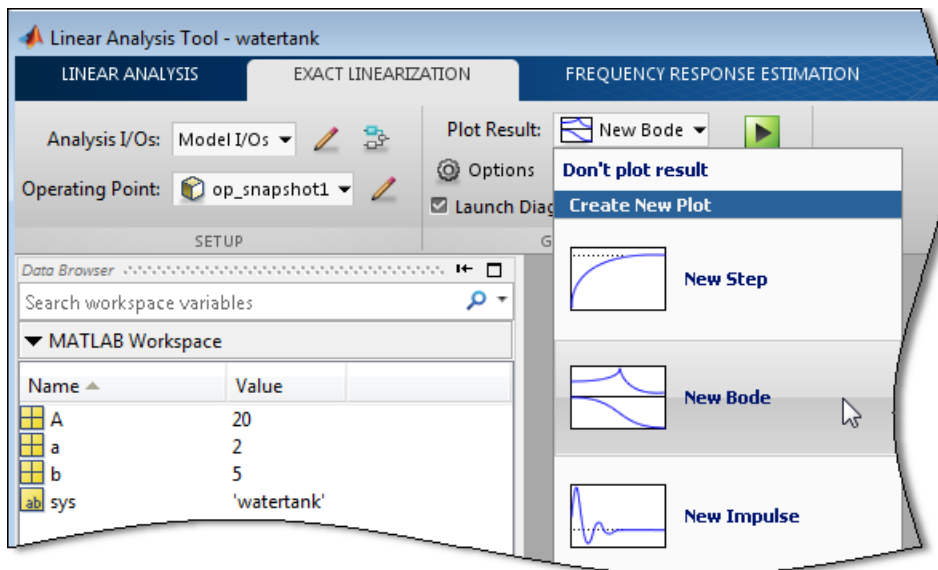 Linear Analysis Tool - watertank
LINEAR ANALYSIS
EXACT LINEARIZATION
FREQUENCY RESPONSE ESTIMATION
Analysis I/Os:
Model I/Os
Operating Point:
op_snapshot1
SETUP
Plot Result:
New Bode
Options
Launch Diag
G
Don't plot result
Create New Plot
New Step
New Bode
New Impulse
Data Browser
Search workspace variables
MATLAB Workspace
Name
Value
A
20
a
2
b
5
ab
sys
'watertank'